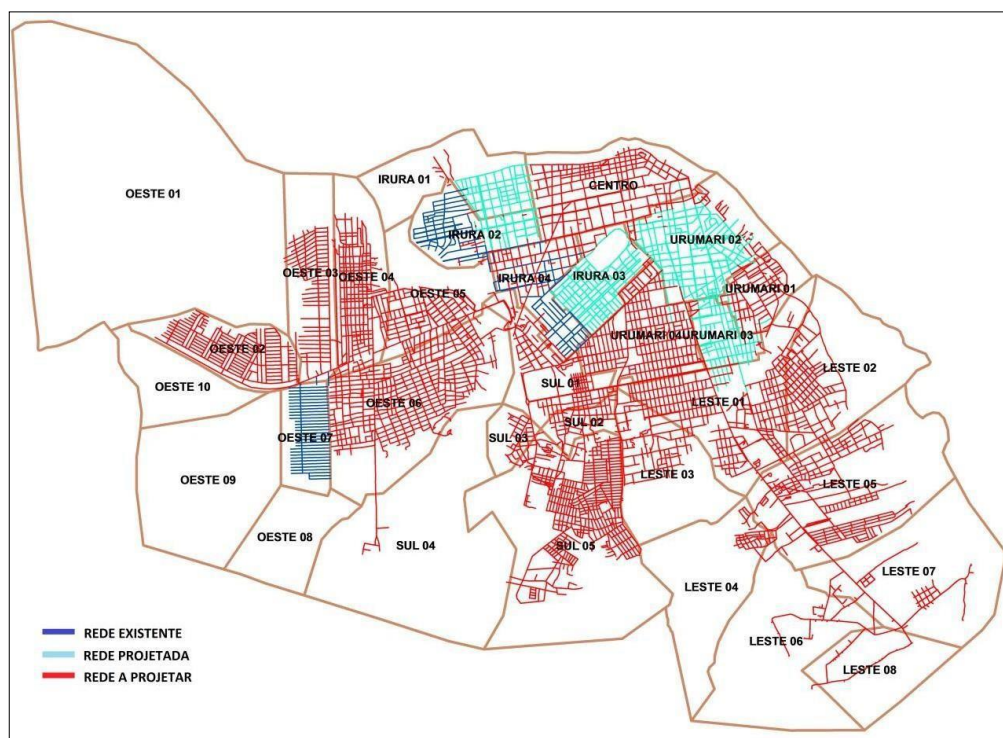 IRURA 01
CENTRO
OESTE 01
IRURA 02
URUMARI 02
OESTE 03
OESTE 04
IRURA 04
IRURA 03
URUMARI 01
OESTE 05
URUMARI 04
URUMARI 03
OESTE 02
LESTE 02
OESTE 10
SUL 01
OESTE 06
LESTE 01
SUL 02
OESTE 07
SUL 03
LESTE 03
OESTE 09
LESTE 05
OESTE 08
SUL 04
SUL 05
LESTE 07
LESTE 04
REDE EXISTENTE
LESTE 06
REDE PROJETADA
LESTE 08
REDE A PROJETAR